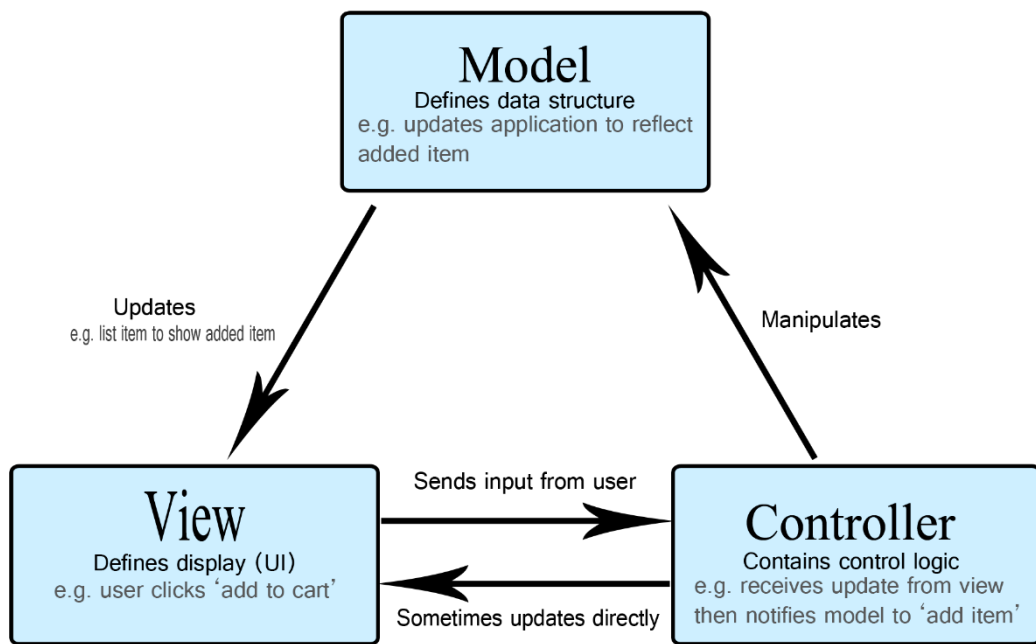 Model
Defines data structure
e.g. updates application to reflect
added item
Updates
e.g. list item to show added item
Manipulates
View
Defines display (UI)
e.g. user clicks ‘add to cart’
Sends input from user
Sometimes updates directly
Controller
Contains control logic
e.g. receives update from view
then notifies model to ‘add item’